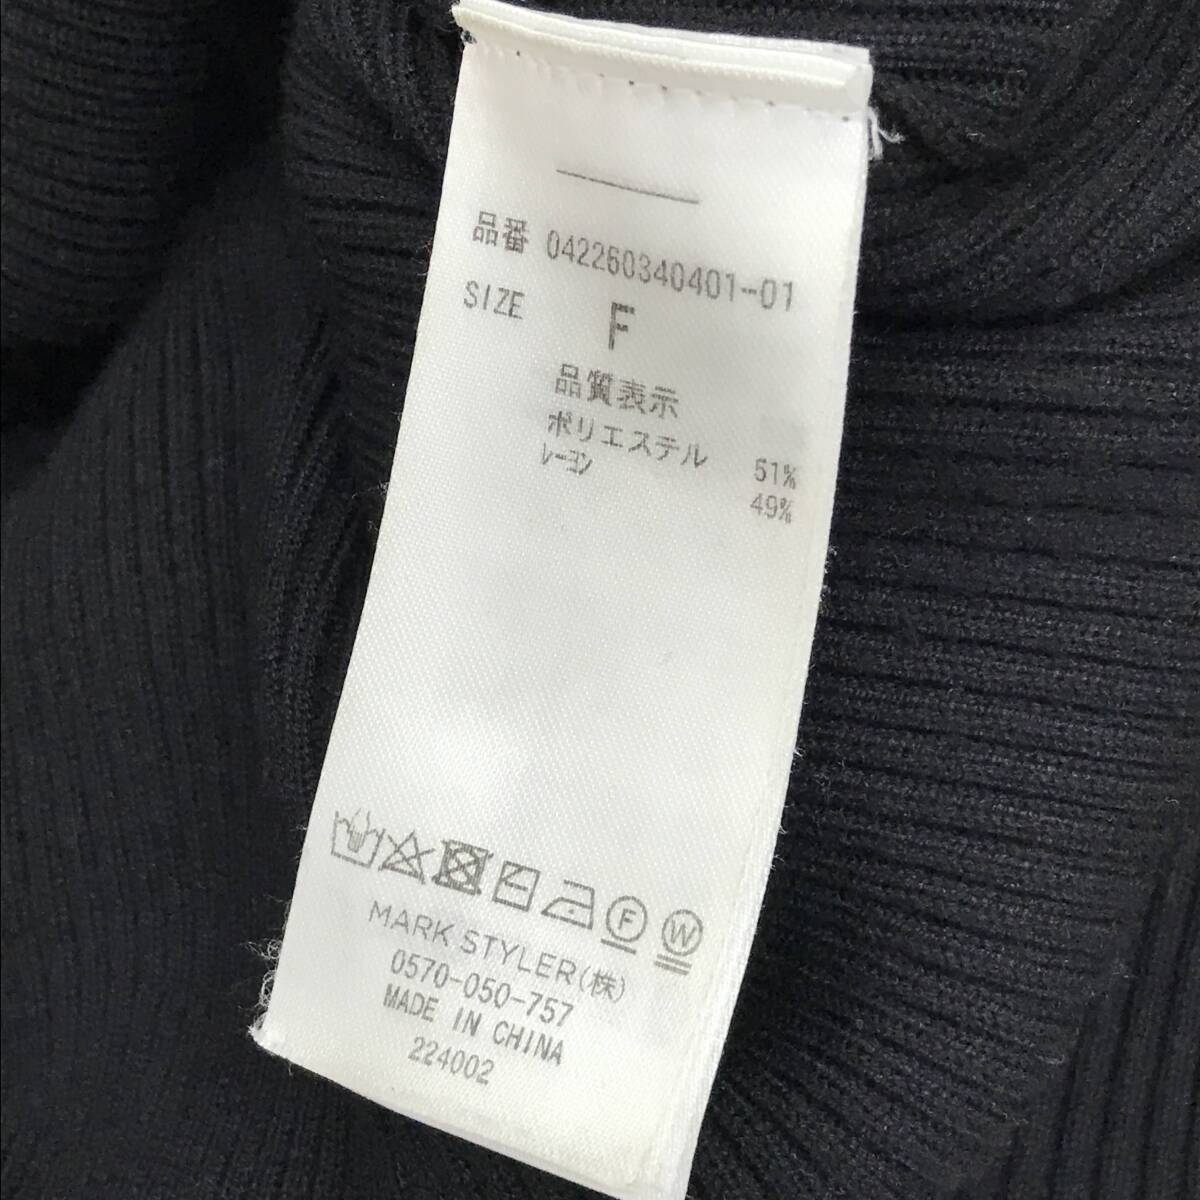 品番 042260340401-01
SIZE F
品質表示
ポリエステル 51%
レーヨン 49%
F W
MARK STYLER(株)
0570-050-757
MADE IN CHINA
224002